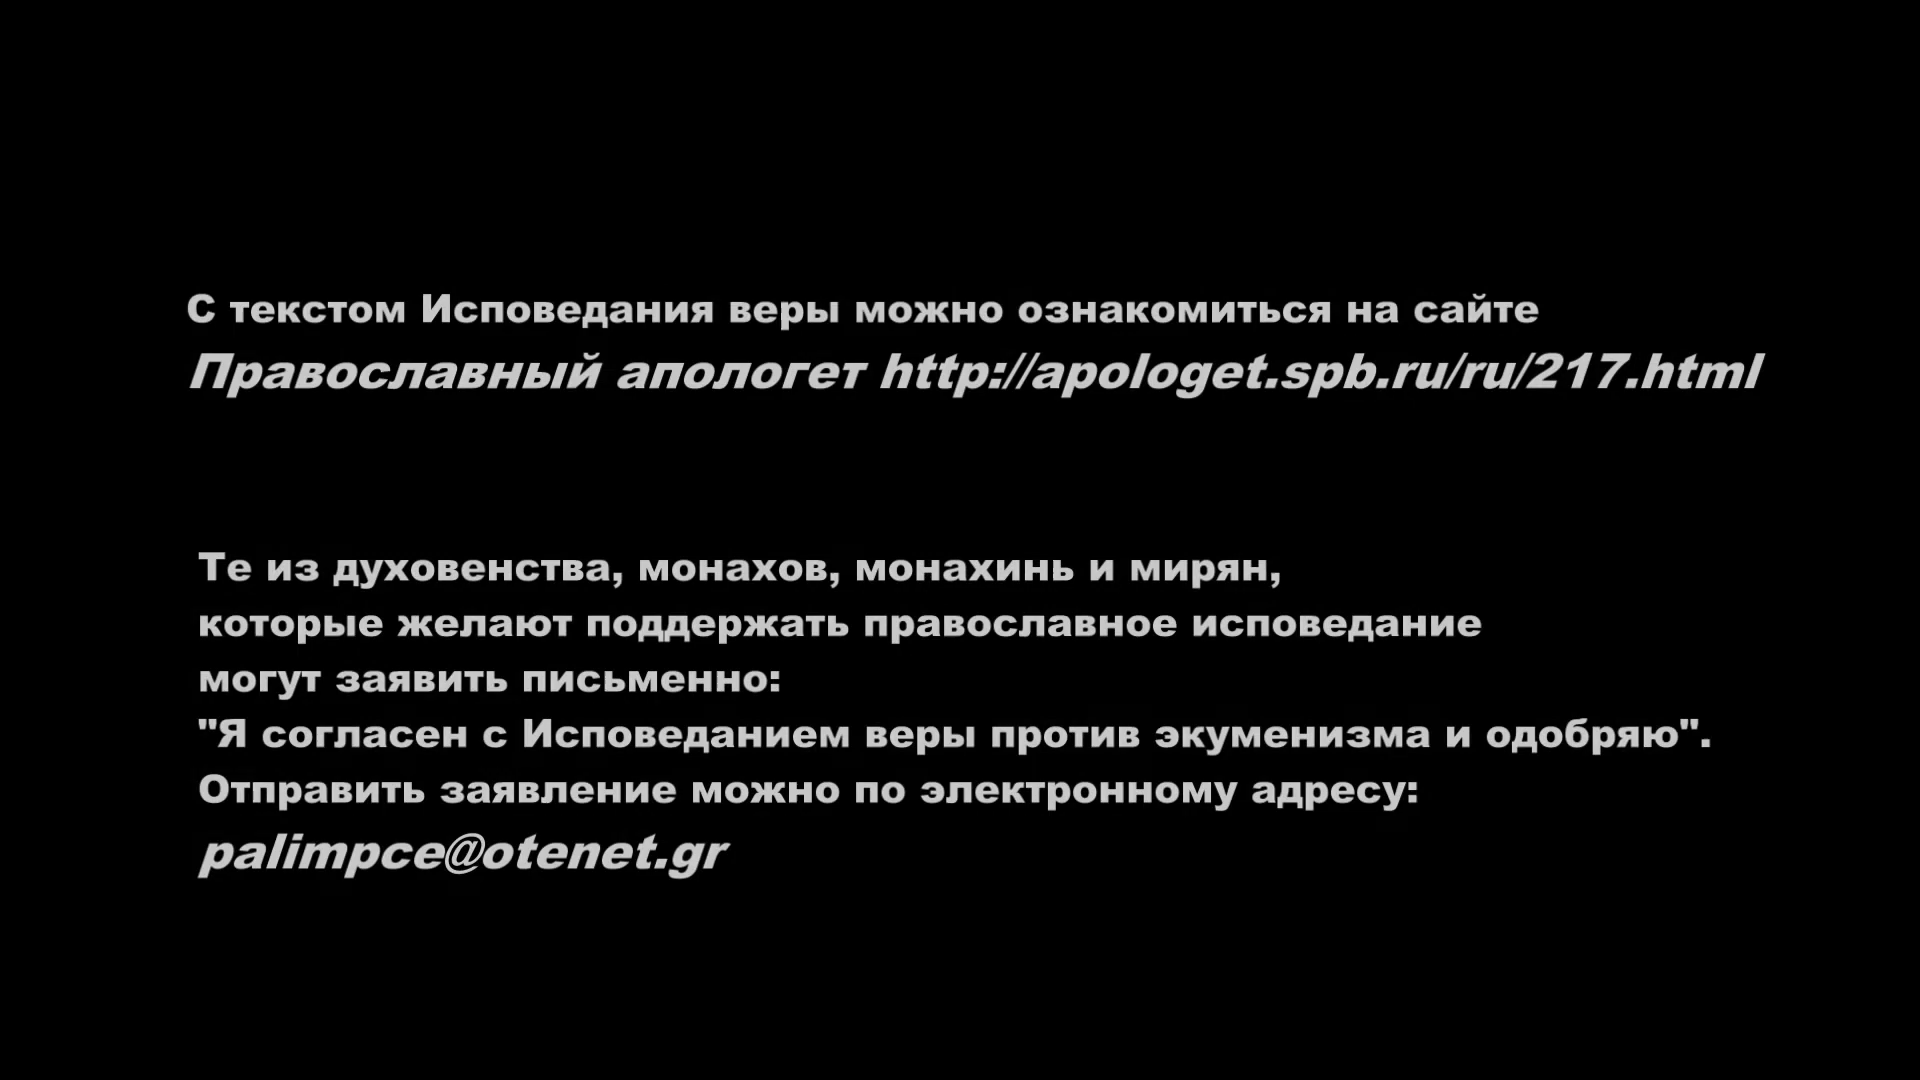 С текстом Исповедания веры можно ознакомиться на сайте
Православный апологет http://apologet.spb.ru/ru/217.html
Те из духовенства, монахов, монахинь и мирян,
которые желают поддержать православное исповедание
могут заявить письменно:
"Я согласен с Исповеданием веры против экуменизма и одобряю".
Отправить заявление можно по электронному адресу:
palimpce@otenet.gr